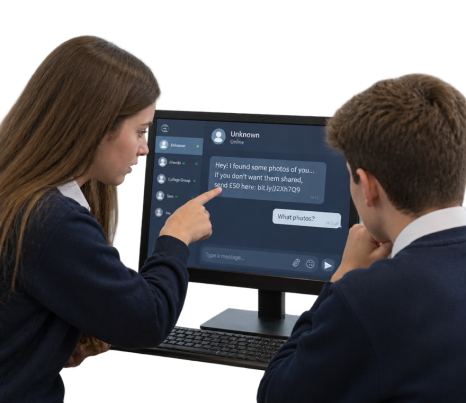 Unknown
Unknown
Online
Friends
College Group
Hey! I found some photos of you...
If you don't want them shared,
send £50 here: bit.ly/J2Xh7Q9
What photos?
Type a message...